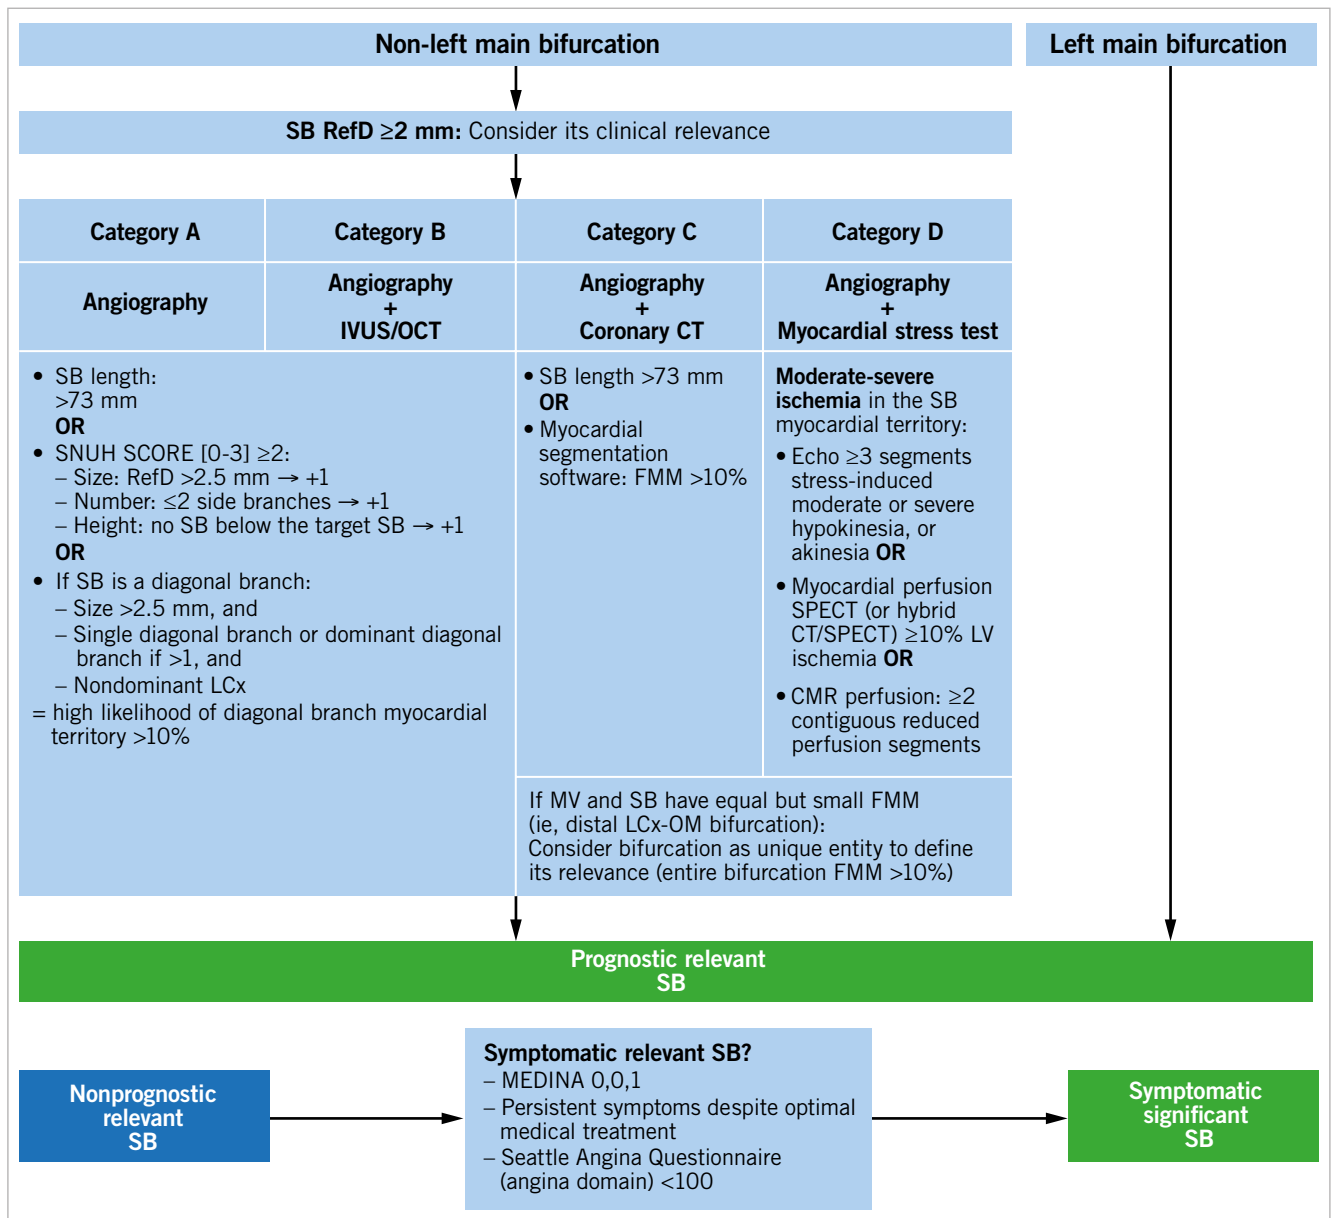 Non-left main bifurcation
Left main bifurcation
SB RefD ≥2 mm: Consider its clinical relevance
Category A
Category B
Category C
Category D
Angiography
Angiography
+
IVUS/OCT
Angiography
+
Coronary CT
Angiography
+
Myocardial stress test
• SB length:
>73 mm
OR
• SNUH SCORE [0-3] ≥2:
– Size: RefD >2.5 mm → +1
– Number: ≤2 side branches → +1
– Height: no SB below the target SB → +1
OR
• If SB is a diagonal branch:
– Size >2.5 mm, and
– Single diagonal branch or dominant diagonal
branch if >1, and
– Nondominant LCx
= high likelihood of diagonal branch myocardial
territory >10%
• SB length >73 mm
OR
• Myocardial
segmentation
software: FMM >10%
Moderate-severe
ischemia in the SB
myocardial territory:
• Echo ≥3 segments
stress-induced
moderate or severe
hypokinesia, or
akinesia OR
• Myocardial perfusion
SPECT (or hybrid
CT/SPECT) ≥10% LV
ischemia OR
• CMR perfusion: ≥2
contiguous reduced
perfusion segments
If MV and SB have equal but small FMM
(ie, distal LCx-OM bifurcation):
Consider bifurcation as unique entity to define
its relevance (entire bifurcation FMM >10%)
Prognostic relevant
SB
Nonprognostic
relevant
SB
Symptomatic relevant SB?
– MEDINA 0,0,1
– Persistent symptoms despite optimal
medical treatment
– Seattle Angina Questionnaire
(angina domain) <100
Symptomatic
significant
SB